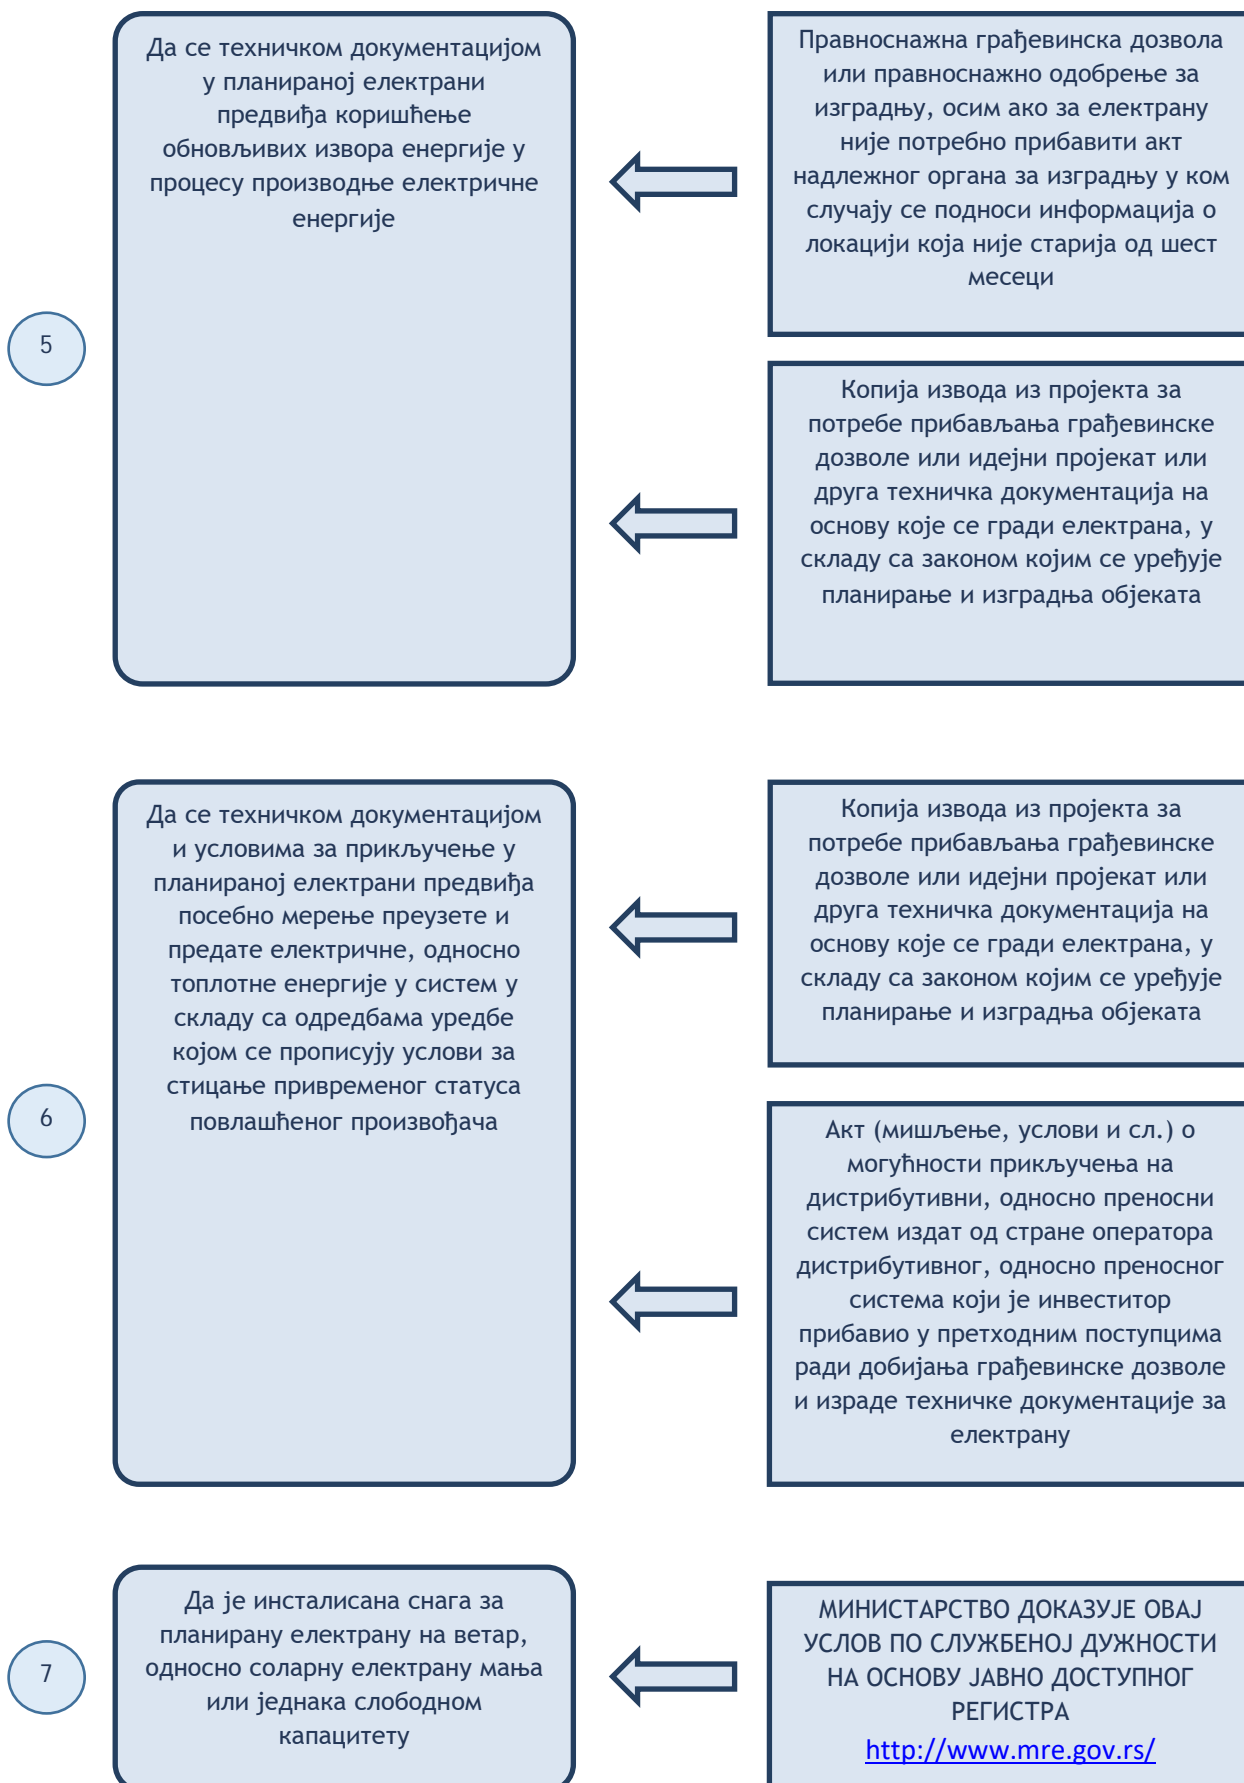 5
Да се техничком документацијом
у планираној електрани
предвиђа коришћење
обновљивих извора енергије у
процесу производње електричне
енергије
Правноснажна грађевинска дозвола
или правноснажно одобрење за
изградњу, осим ако за електрану
није потребно прибавити акт
надлежног органа за изградњу у ком
случају се подноси информација о
локацији која није старија од шест
месеци
Копија извода из пројекта за
потребе прибављања грађевинске
дозволе или идејни пројекат или
друга техничка документација на
основу које се гради електрана, у
складу са законом којим се уређује
планирање и изградња објеката
6
Да се техничком документацијом
и условима за прикључење у
планираној електрани предвиђа
посебно мерење преузете и
предате електричне, односно
топлотне енергије у систем у
складу са одредбама уредбе
којом се прописују услови за
стицање привременог статуса
повлашћеног произвођача
Копија извода из пројекта за
потребе прибављања грађевинске
дозволе или идејни пројекат или
друга техничка документација на
основу које се гради електрана, у
складу са законом којим се уређује
планирање и изградња објеката
Акт (мишљење, услови и сл.) о
могућности прикључења на
дистрибутивни, односно преносни
систем издат од стране оператора
дистрибутивног, односно преносног
система који је инвеститор
прибавио у претходним поступцима
ради добијања грађевинске дозволе
и израде техничке документације за
електрану
7
Да је инсталисана снага за
планирану електрану на ветар,
односно соларну електрану мања
или једнака слободном
капацитету
МИНИСТАРСТВО ДОКАЗУЈЕ ОВАЈ
УСЛОВ ПО СЛУЖБЕНОЈ ДУЖНОСТИ
НА ОСНОВУ ЈАВНО ДОСТУПНОГ
РЕГИСТРА
http://www.mre.gov.rs/